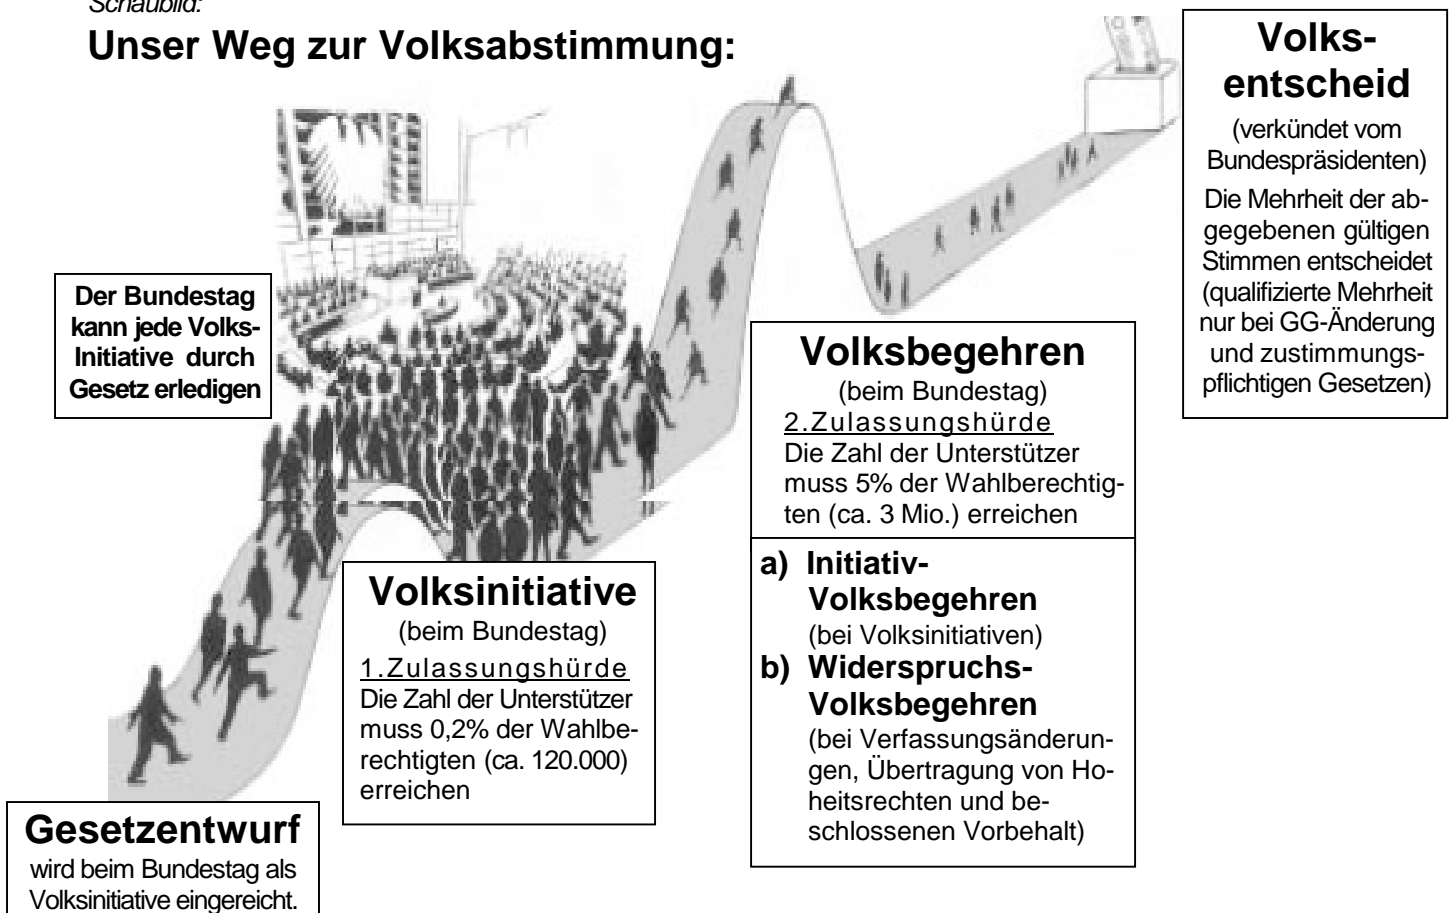 Schaubild:
Unser Weg zur Volksabstimmung:
Der Bundestag
kann jede Volks-
Initiative durch
Gesetz erledigen
Gesetzentwurf
wird beim Bundestag als
Volksinitiative eingereicht.
Volksinitiative
(beim Bundestag)
1.Zulassungshürde
Die Zahl der Unterstützer
muss 0,2% der Wahlbe-
rechtigten (ca. 120.000)
erreichen
Volksbegehren
(beim Bundestag)
2.Zulassungshürde
Die Zahl der Unterstützer
muss 5% der Wahlberechtig-
ten (ca. 3 Mio.) erreichen
a) Initiativ-
Volksbegehren
(bei Volksinitiativen)
b) Widerspruchs-
Volksbegehren
(bei Verfassungsänderun-
gen, Übertragung von Ho-
heitsrechten und be-
schlossenen Vorbehalt)
Volks-
entscheid
(verkündet vom
Bundespräsidenten)
Die Mehrheit der ab-
gegebenen gültigen
Stimmen entscheidet
(qualifizierte Mehrheit
nur bei GG-Änderung
und zustimmungs-
pflichtigen Gesetzen)